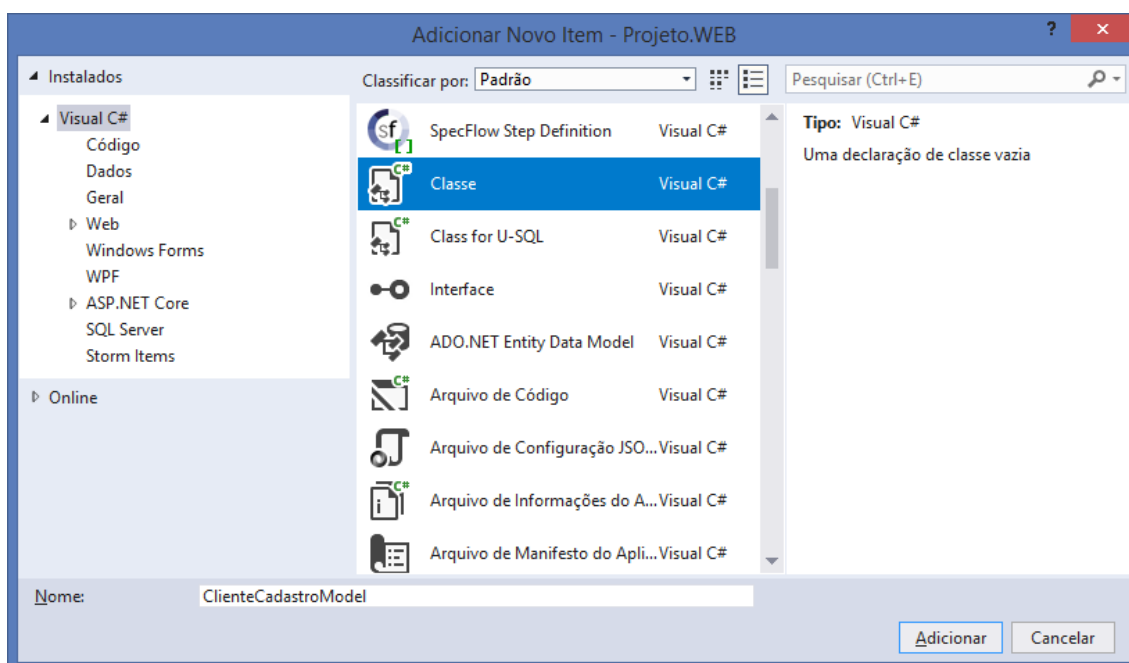 Adicionar Novo Item - Projeto.WEB
? ×
Instalados
Visual C#
Código
Dados
Geral
Web
Windows Forms
WPF
ASP.NET Core
SQL Server
Storm Items
Online
Classificar por: Padrão
SpecFlow Step Definition Visual C#
Classe Visual C#
Class for U-SQL Visual C#
Interface Visual C#
ADO.NET Entity Data Model Visual C#
Arquivo de Código Visual C#
Arquivo de Configuração JSO... Visual C#
Arquivo de Informações do A... Visual C#
Arquivo de Manifesto do Apli... Visual C#
Pesquisar (Ctrl+E)
Tipo: Visual C#
Uma declaração de classe vazia
Nome: ClienteCadastroModel
Adicionar Cancelar